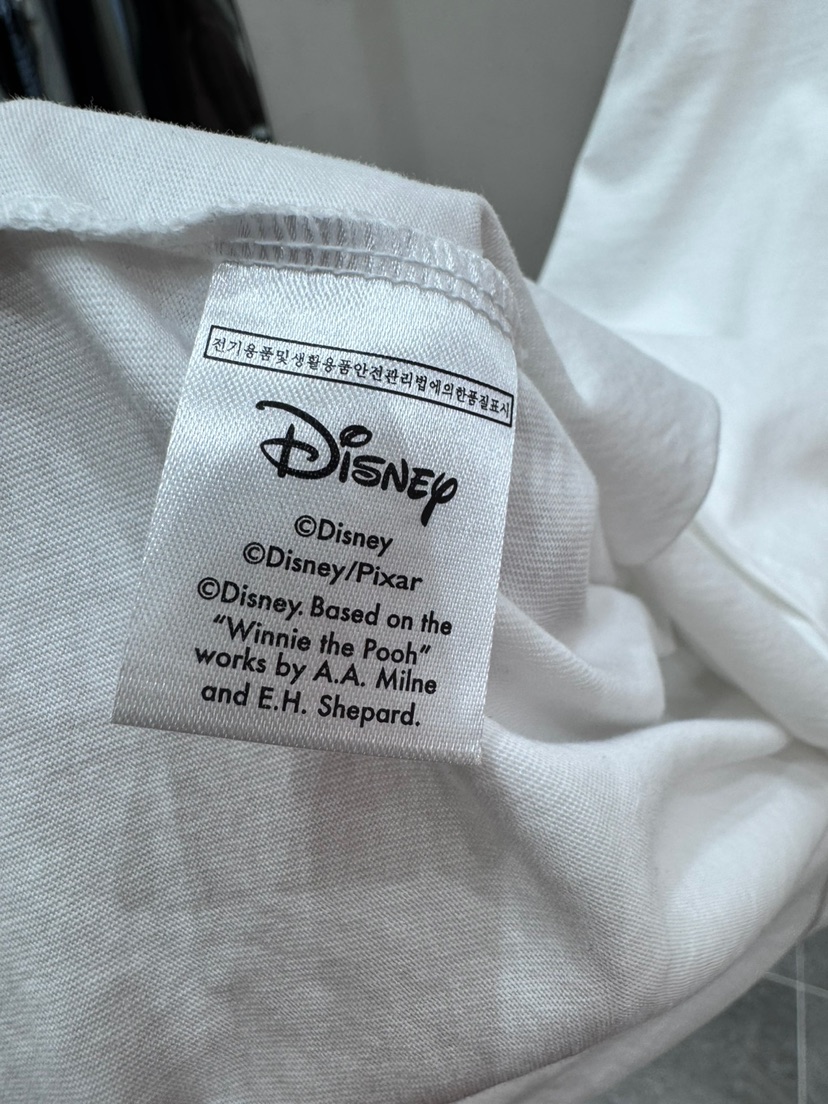 전기용품및생활용품안전관리법에의한품질표시
Disney
©Disney
©Disney/Pixar
©Disney. Based on the
“Winnie the Pooh”
works by A.A. Milne
and E.H. Shepard.